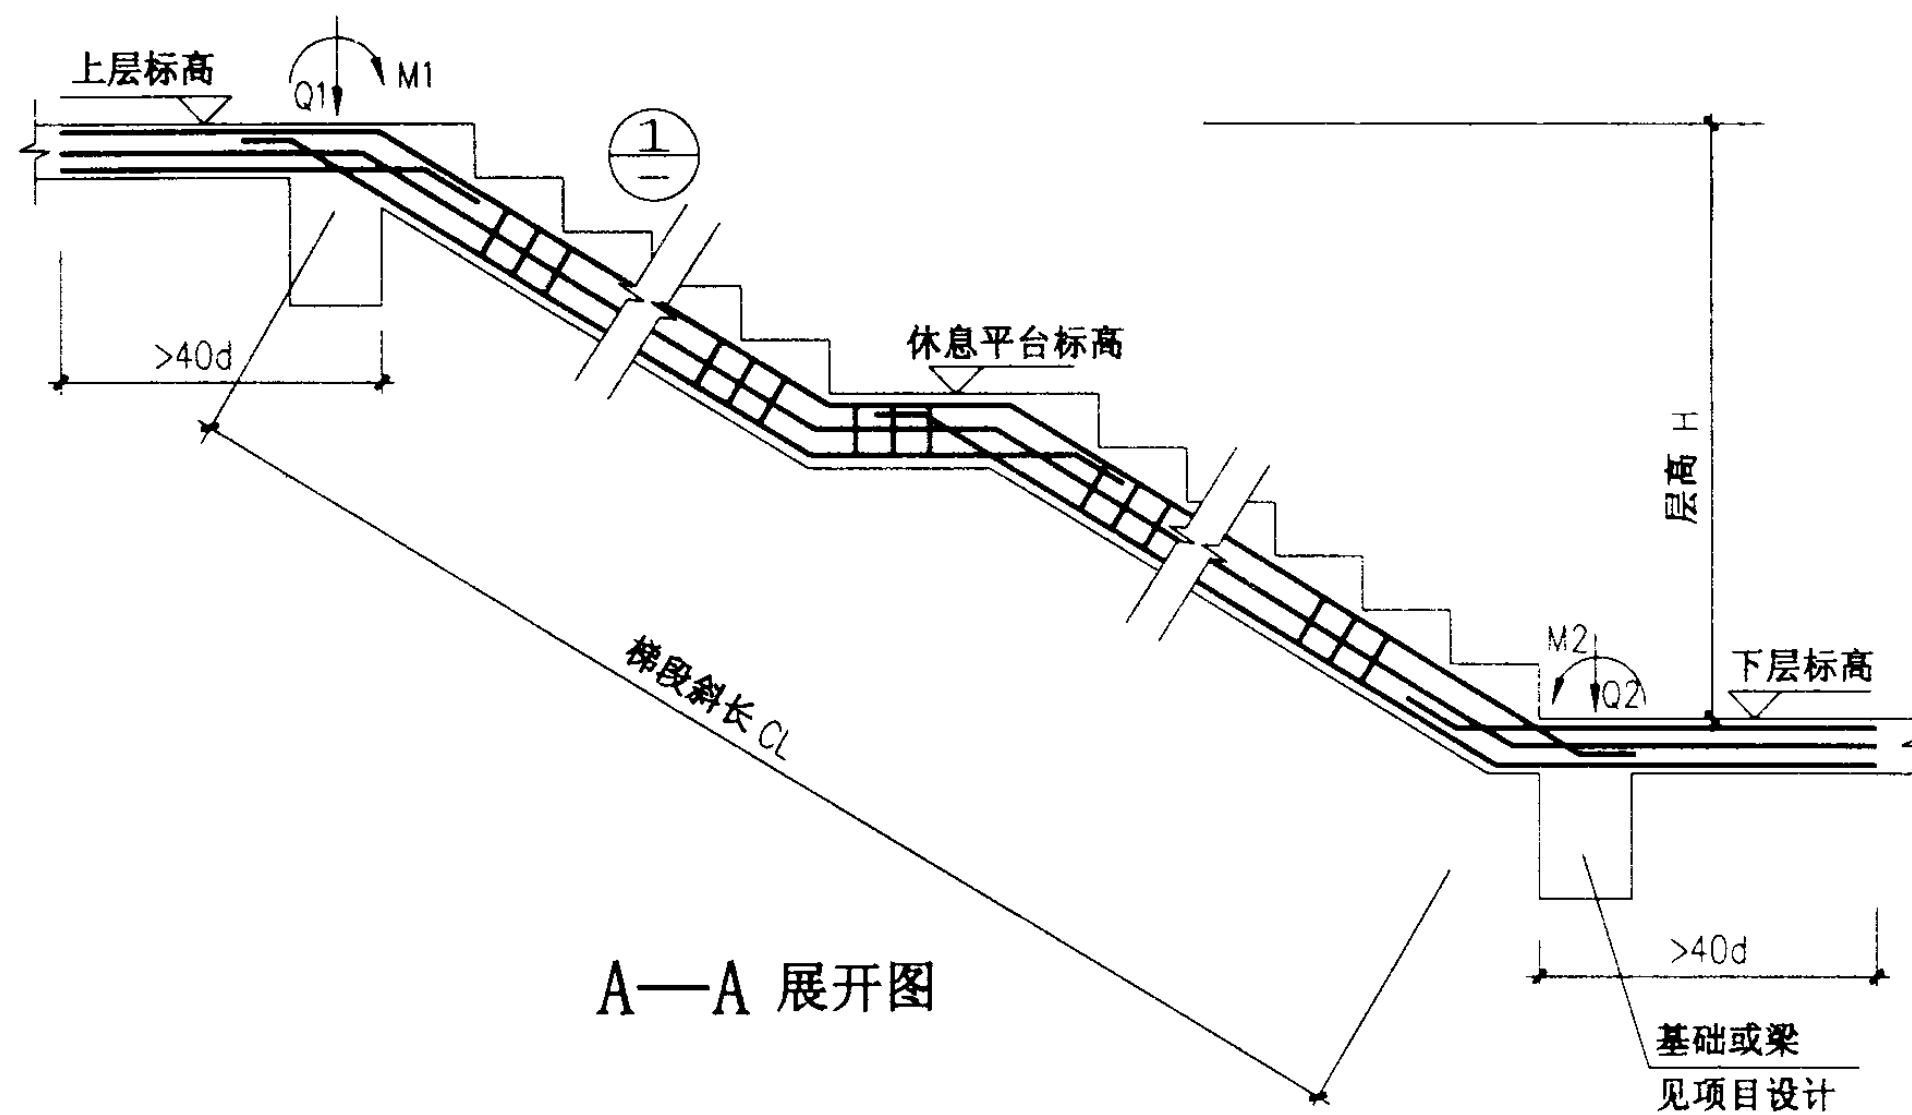 上层标高
Q1
M1
1
—
>40d
休息平台标高
层高 H
梯段斜长 CL
M2
Q2
下层标高
>40d
A—A 展开图
基础或梁
见项目设计